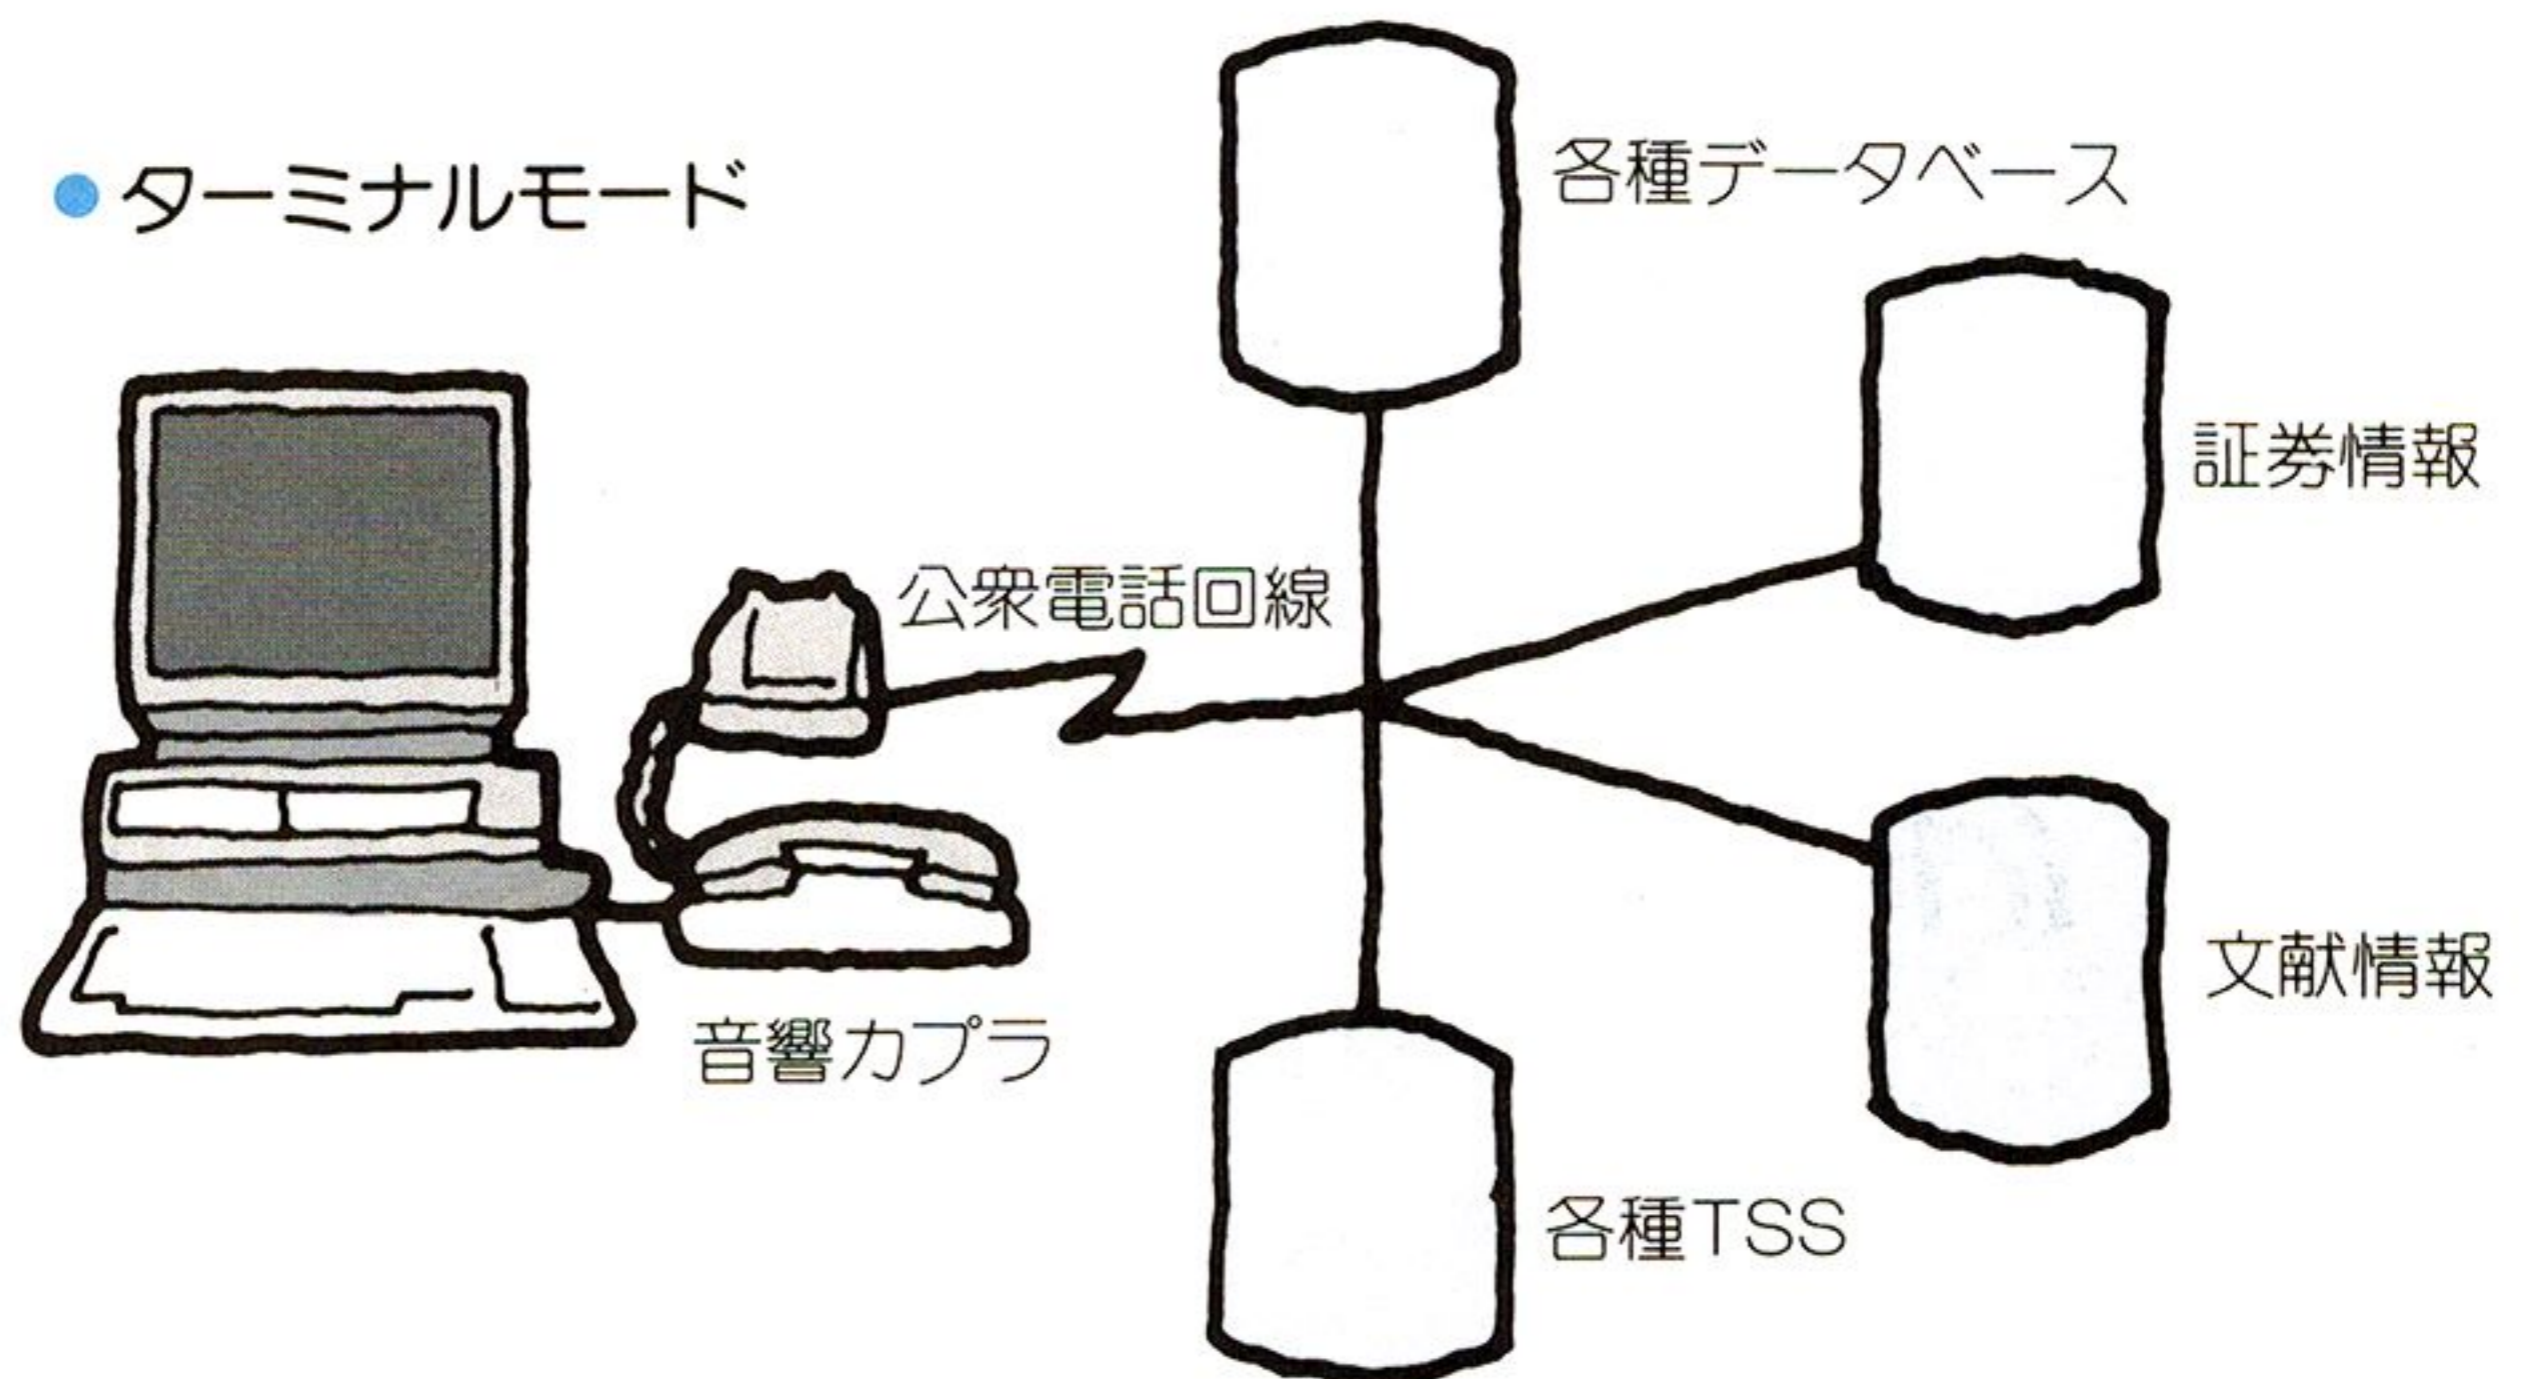 ●ターミナルモード
各種データベース
証券情報
公衆電話回線
文献情報
音響カプラ
各種TSS